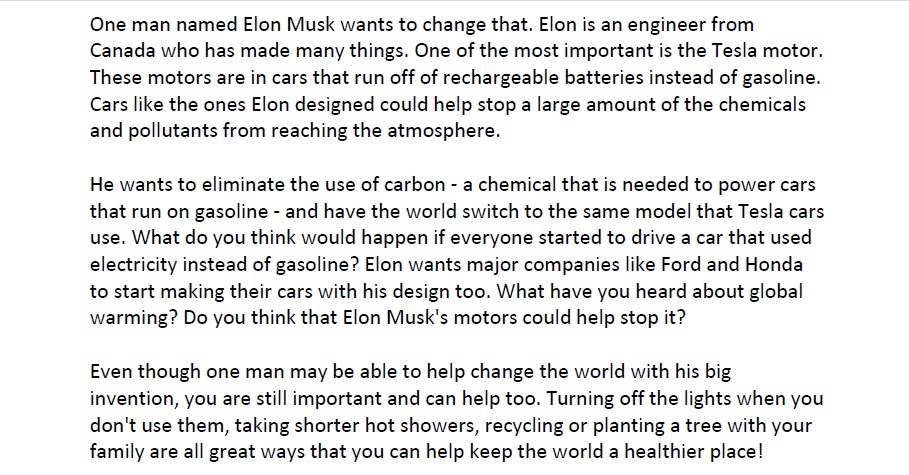 One man named Elon Musk wants to change that. Elon is an engineer from
Canada who has made many things. One of the most important is the Tesla motor.
These motors are in cars that run off of rechargeable batteries instead of gasoline.
Cars like the ones Elon designed could help stop a large amount of the chemicals
and pollutants from reaching the atmosphere.
He wants to eliminate the use of carbon - a chemical that is needed to power cars
that run on gasoline - and have the world switch to the same model that Tesla cars
use. What do you think would happen if everyone started to drive a car that used
electricity instead of gasoline? Elon wants major companies like Ford and Honda
to start making their cars with his design too. What have you heard about global
warming? Do you think that Elon Musk's motors could help stop it?
Even though one man may be able to help change the world with his big
invention, you are still important and can help too. Turning off the lights when you
don't use them, taking shorter hot showers, recycling or planting a tree with your
family are all great ways that you can help keep the world a healthier place!